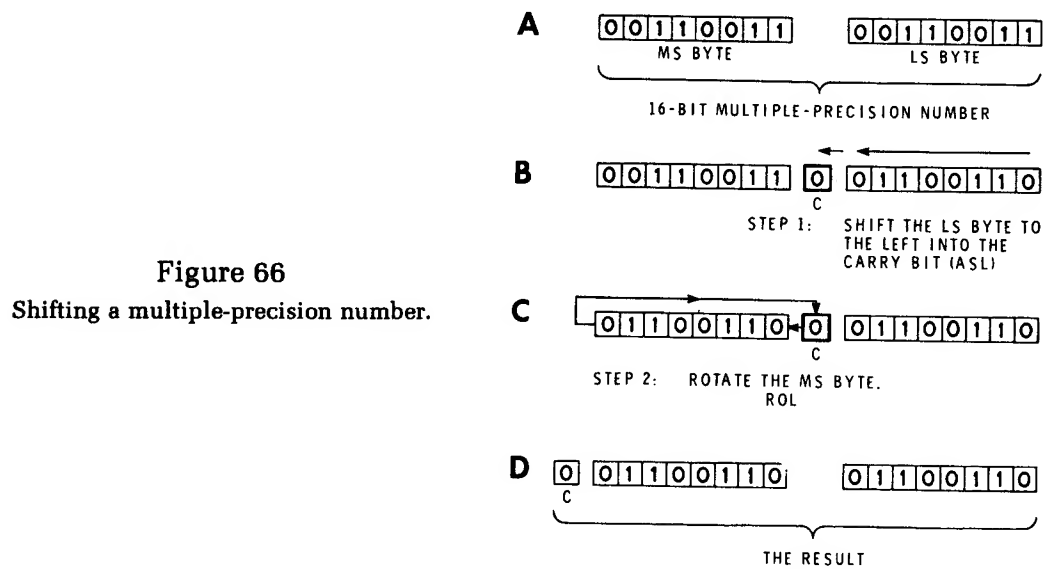 A 00110011 00110011
MS BYTE LS BYTE
16-BIT MULTIPLE-PRECISION NUMBER
B 00110011 0 01100110
C
STEP 1: SHIFT THE LS BYTE TO
THE LEFT INTO THE
CARRY BIT (ASL)
Figure 66
Shifting a multiple-precision number.
C 01100110 0 01100110
C
STEP 2: ROTATE THE MS BYTE.
ROL
D 0 01100110 01100110
C
THE RESULT